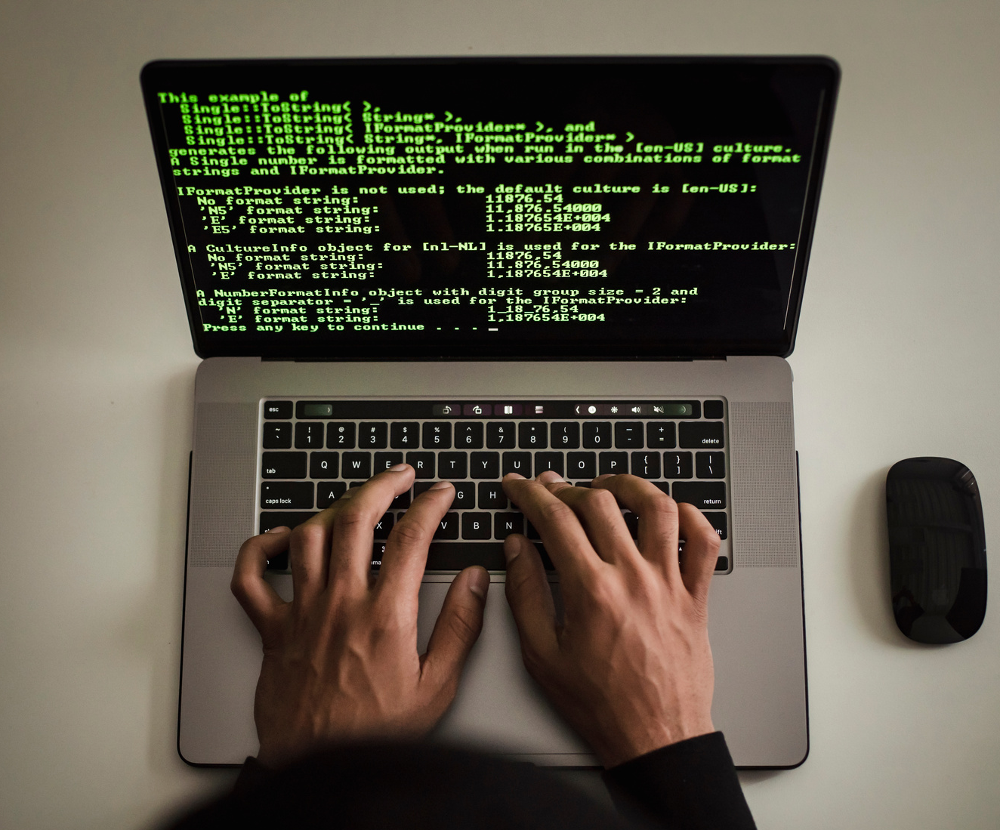 This example of
Single::ToString( ),
Single::ToString( String* ),
Single::ToString( IFormatProvider* ), and
Single::ToString( String*, IFormatProvider* )
generates the following output when run in the [en-US] culture.
A Single number is formatted with various combinations of format
strings and IFormatProvider.
IFormatProvider is not used; the default culture is [en-US]:
No format string: 11876.54
'N5' format string: 11,876.54000
'E' format string: 1.187654E+004
'E5' format string: 1.18765E+004
A CultureInfo object for [nl-NL] is used for the IFormatProvider:
No format string: 11876,54
'N5' format string: 11.876,54000
'E' format string: 1,187654E+004
A NumberFormatInfo object with digit group size = 2 and
digit separator = '_' is used for the IFormatProvider:
'N' format string: 1_18_76.54
'E' format string: 1.187654E+004
Press any key to continue . . . _
esc
~ ! @ # $ % ^ & * ( ) — +
` 1 2 3 4 5 6 7 8 9 0 - = delete
tab Q W E R T Y U I O P { [ } ] | \
caps lock A G H return
X V B N